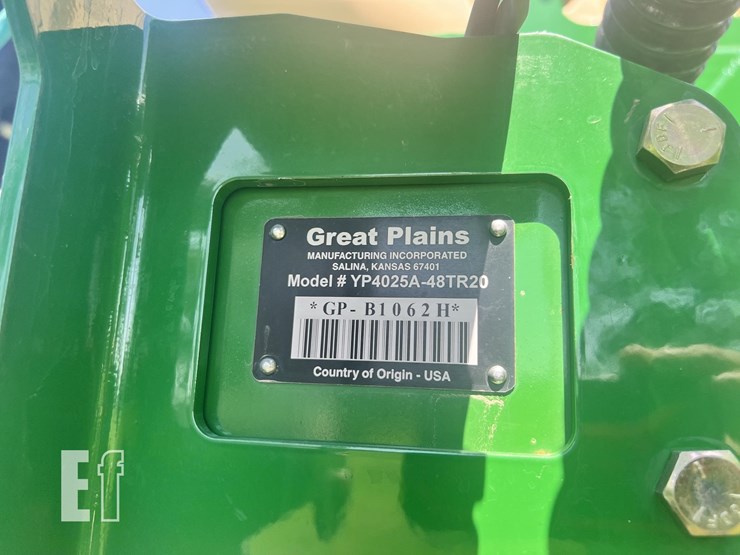 Great Plains
MANUFACTURING INCORPORATED
SALINA, KANSAS 67401
Model # YP4025A-48TR20
*GP-B1062H*
Country of Origin - USA
Ef